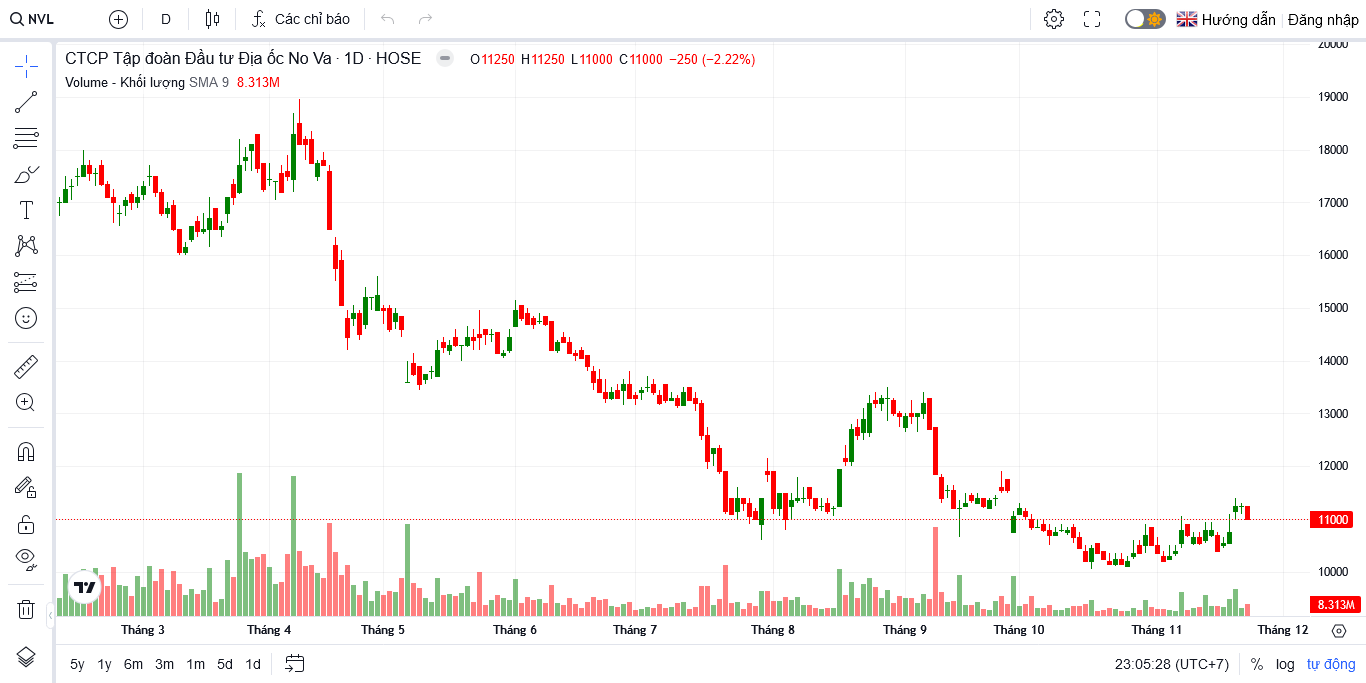 NVL D Các chỉ báo Hướng dẫn Đăng nhập
CTCP Tập đoàn Đầu tư Địa ốc No Va · 1D · HOSE O11250 H11250 L11000 C11000 −250 (−2.22%)
Volume - Khối lượng SMA 9 8.313M
20000
19000
18000
17000
16000
15000
14000
13000
12000
11000
10000
8.313M
Tháng 3 Tháng 4 Tháng 5 Tháng 6 Tháng 7 Tháng 8 Tháng 9 Tháng 10 Tháng 11 Tháng 12
5y 1y 6m 3m 1m 5d 1d 23:05:28 (UTC+7) % log tự động